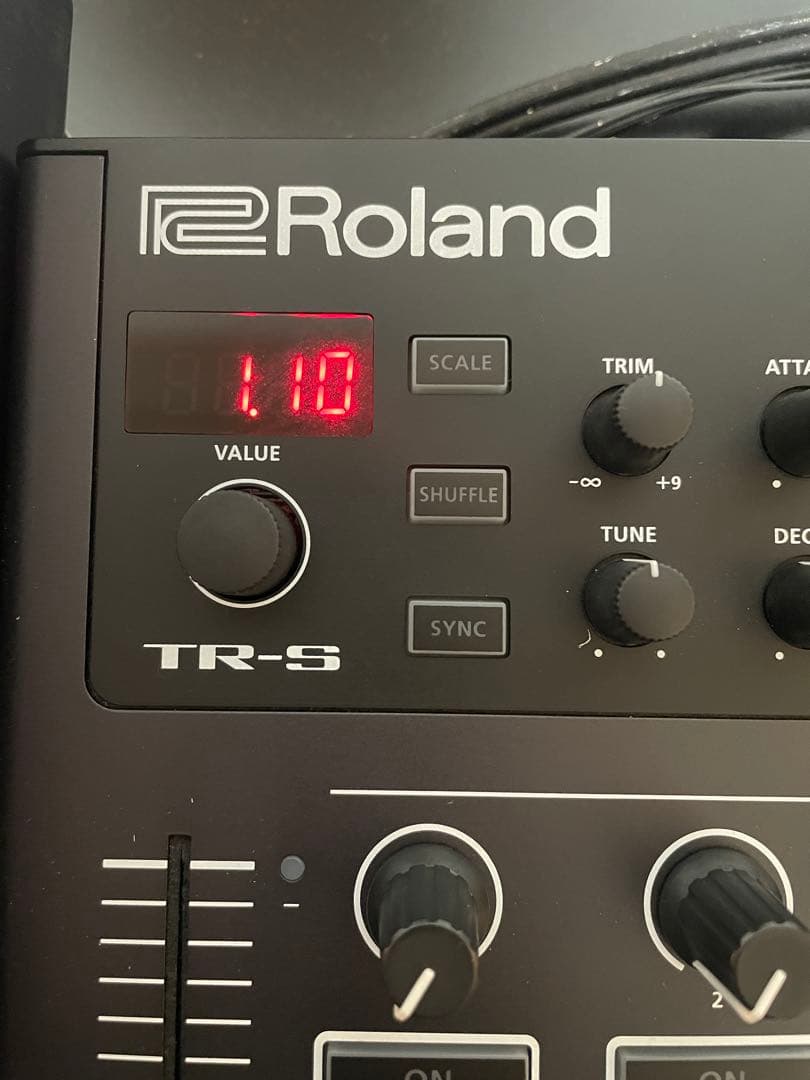 Roland
1.10
SCALE
TRIM
ATTA
VALUE
-∞ +9
SHUFFLE
TUNE
DEC
SYNC
TR-S
2
ON
ON